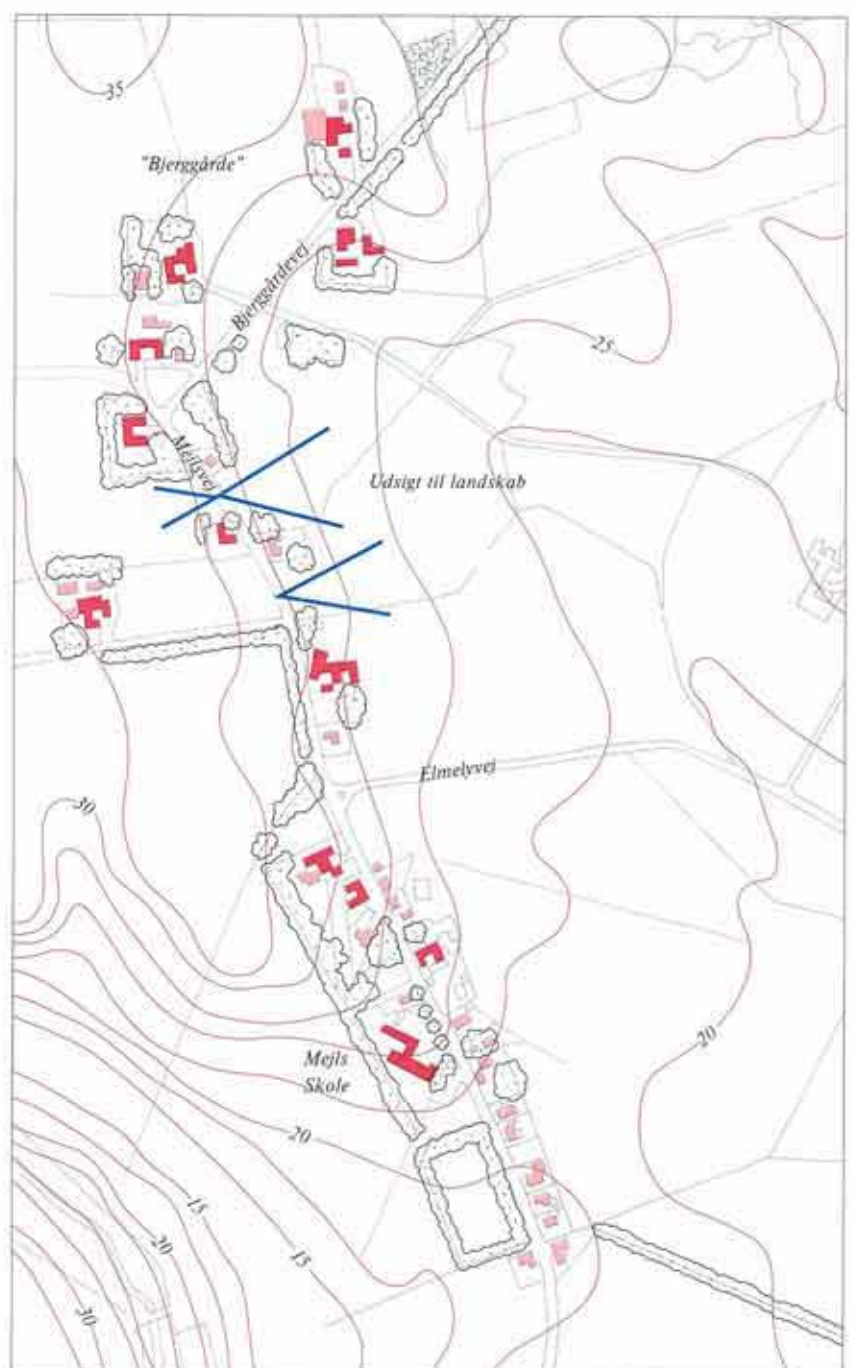 35
"Bjerggårde"
Bjerggårdevej
25
Mejlsvej
Udsigt til landskab
Elmelyvej
30
20
Mejls
Skole
20
15
20
15
30